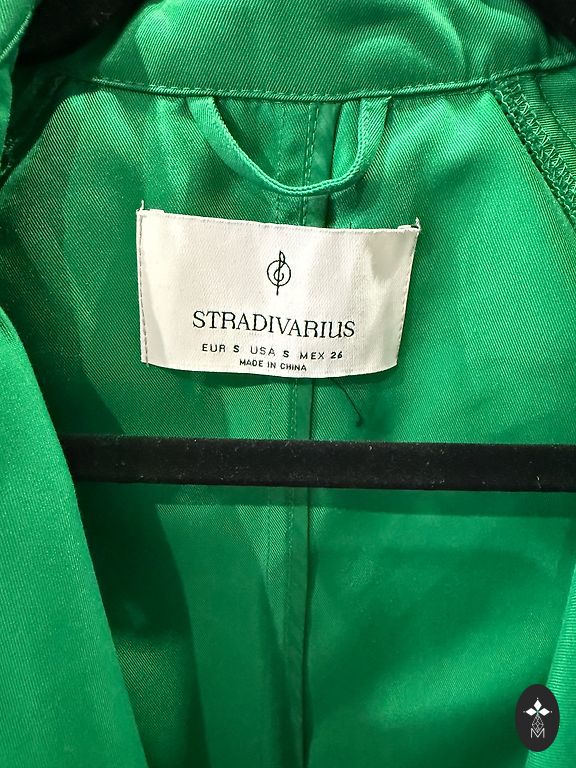 STRADIVARIUS
EUR S USA S MEX 26
MADE IN CHINA
M